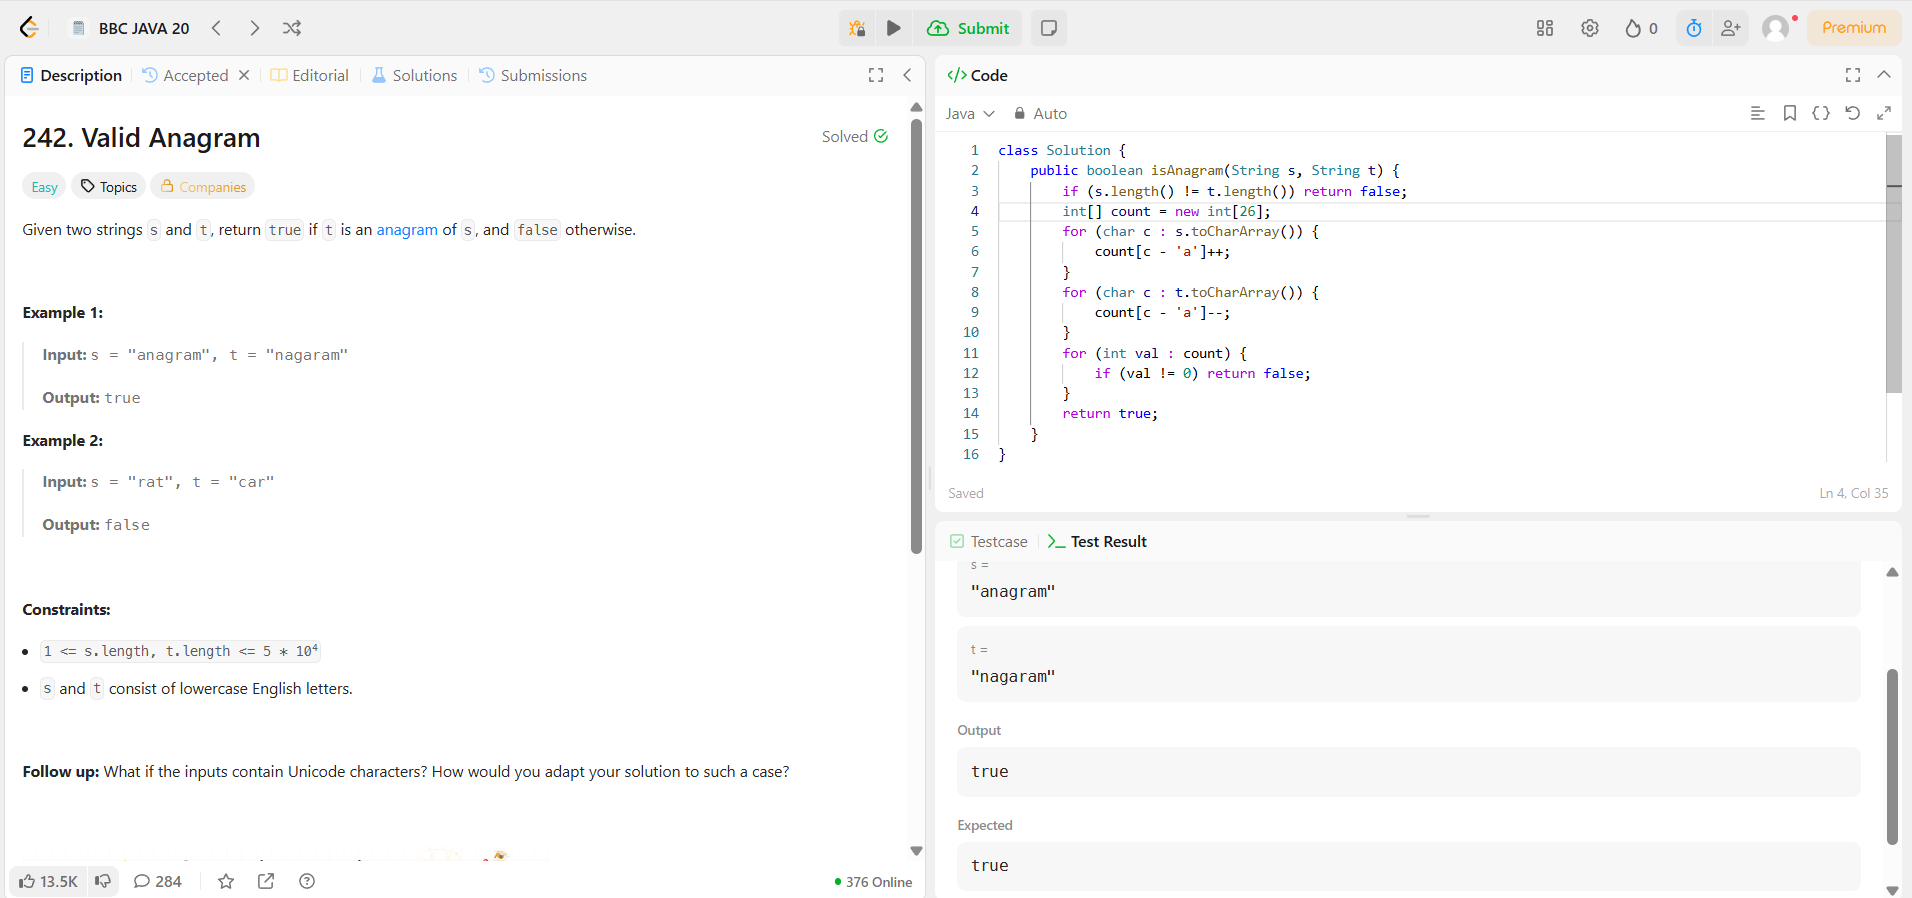 BBC JAVA 20
Submit
0
Premium
Description
Accepted
Editorial
Solutions
Submissions
242. Valid Anagram
Solved
Easy
Topics
Companies
Given two strings s and t, return true if t is an anagram of s, and false otherwise.
Example 1:
Input: s = "anagram", t = "nagaram"
Output: true
Example 2:
Input: s = "rat", t = "car"
Output: false
Constraints:
1 <= s.length, t.length <= 5 * 10⁴
s and t consist of lowercase English letters.
Follow up: What if the inputs contain Unicode characters? How would you adapt your solution to such a case?
13.5K
284
376 Online
</> Code
Java
Auto
1 class Solution {
2     public boolean isAnagram(String s, String t) {
3         if (s.length() != t.length()) return false;
4         int[] count = new int[26];
5         for (char c : s.toCharArray()) {
6             count[c - 'a']++;
7         }
8         for (char c : t.toCharArray()) {
9             count[c - 'a']--;
10         }
11         for (int val : count) {
12             if (val != 0) return false;
13         }
14         return true;
15     }
16 }
Saved
Ln 4, Col 35
Testcase
Test Result
s =
"anagram"
t =
"nagaram"
Output
true
Expected
true